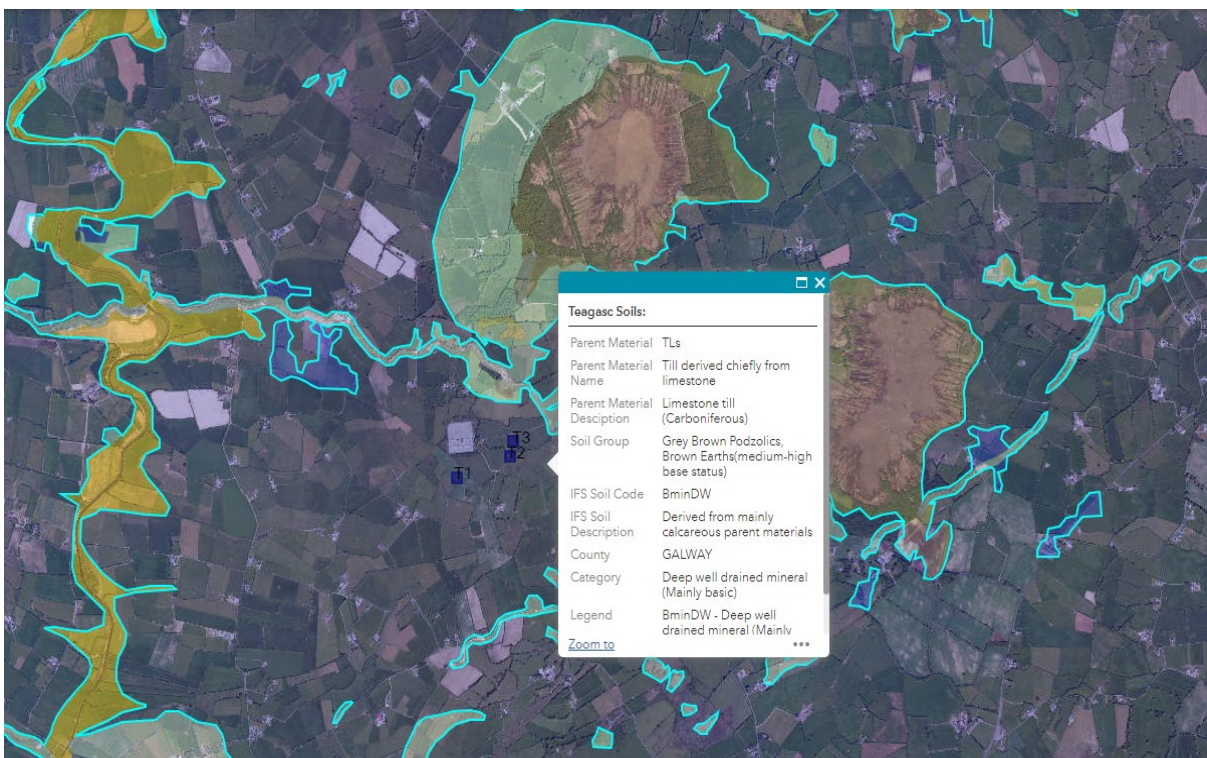 Teagasc Soils:
Parent Material TLs
Parent Material Till derived chiefly from
Name limestone
Parent Material Limestone till
Desciption (Carboniferous)
Soil Group Grey Brown Podzolics,
Brown Earths(medium-high
base status)
IFS Soil Code BminDW
IFS Soil Derived from mainly
Description calcareous parent materials
County GALWAY
Category Deep well drained mineral
(Mainly basic)
Legend BminDW - Deep well
drained mineral (Mainly
Zoom to
T3
T2
T1